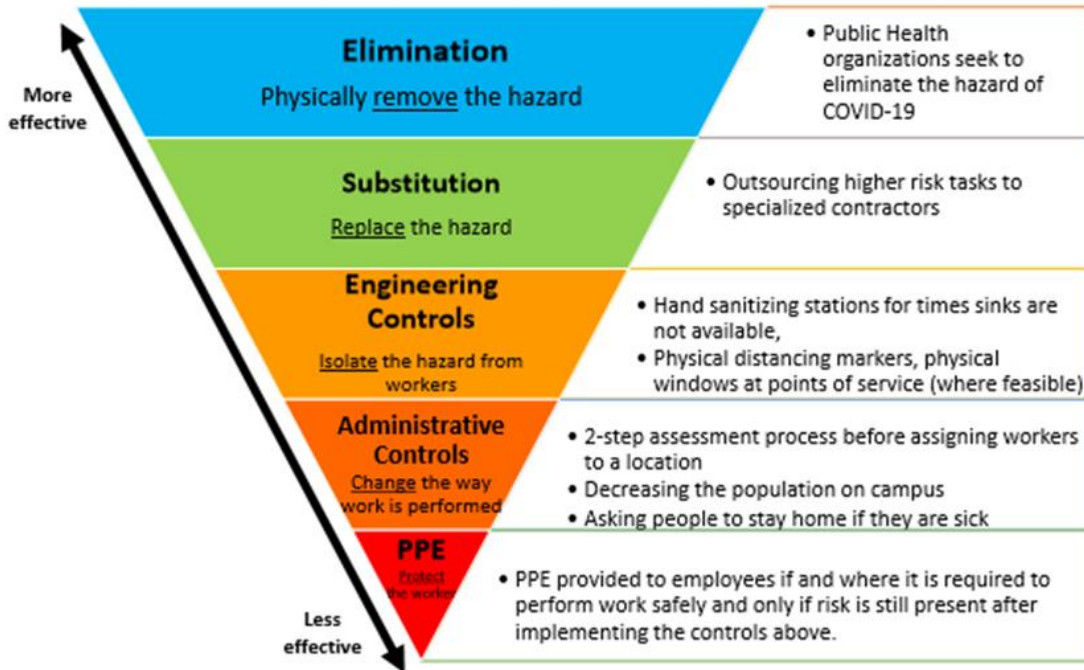 More
effective
Elimination
Physically remove the hazard
• Public Health
organizations seek to
eliminate the hazard of
COVID-19
Substitution
Replace the hazard
• Outsourcing higher risk tasks to
specialized contractors
Engineering
Controls
Isolate the hazard from
workers
• Hand sanitizing stations for times sinks are
not available,
• Physical distancing markers, physical
windows at points of service (where feasible)
Administrative
Controls
Change the way
work is performed
• 2-step assessment process before assigning workers
to a location
• Decreasing the population on campus
• Asking people to stay home if they are sick
PPE
Protect
the worker
• PPE provided to employees if and where it is required to
perform work safely and only if risk is still present after
implementing the controls above.
Less
effective